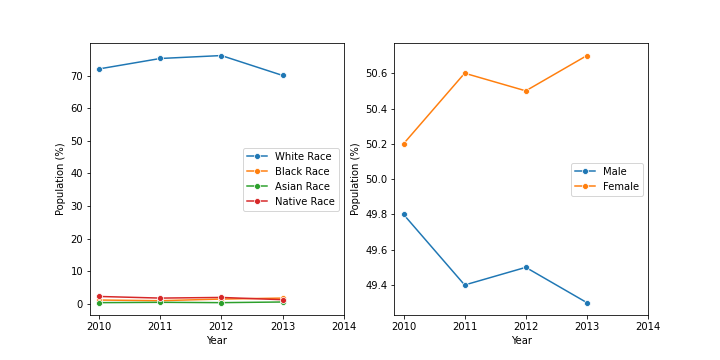 70
60
50
40
30
20
10
0
Population (%)
2010 2011 2012 2013 2014
Year
White Race
Black Race
Asian Race
Native Race
50.6
50.4
50.2
50.0
49.8
49.6
49.4
Population (%)
2010 2011 2012 2013 2014
Year
Male
Female